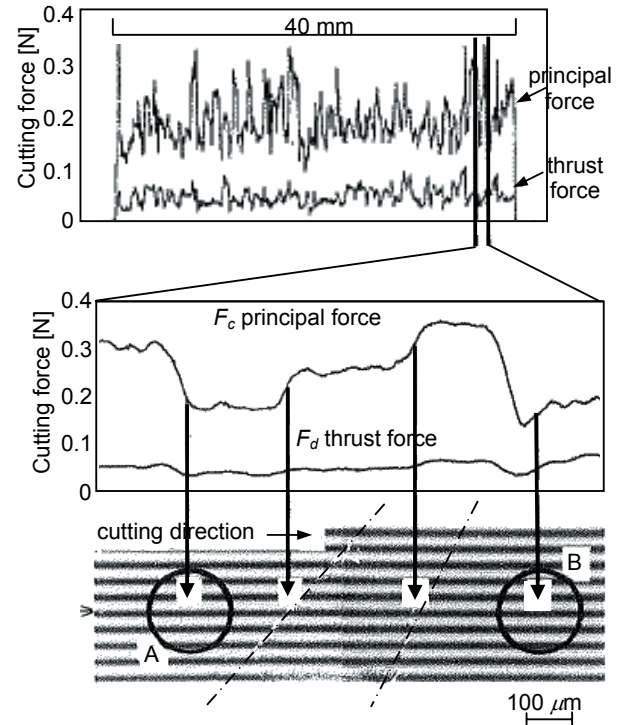 0.4
40 mm
0.3
principal
force
0.2
Cutting force [N]
0.1
thrust
force
0
0.4
Fc principal force
0.3
0.2
Cutting force [N]
Fd thrust force
0.1
0
cutting direction
B
A
100 μm